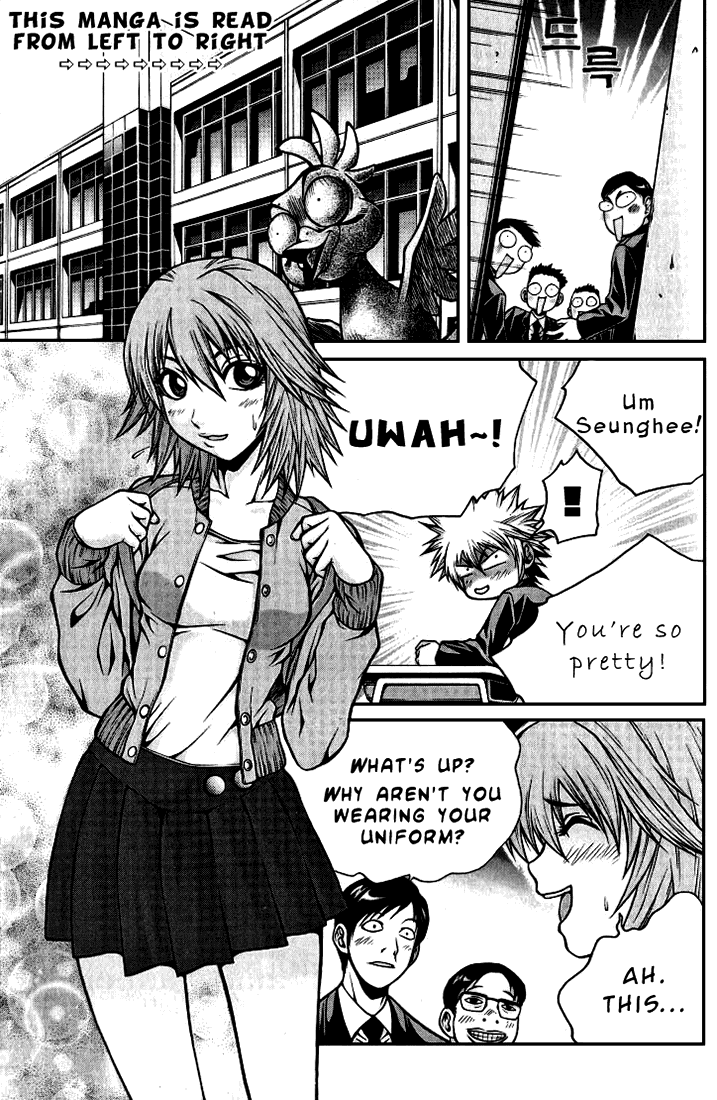 THIS MANGA IS READ
FROM LEFT TO RIGHT
⇨⇨⇨⇨⇨⇨⇨⇨⇨
드륵
UWAH~!
Um
Seunghee!
!
You're so
pretty!
WHAT'S UP?
WHY AREN'T YOU
WEARING YOUR
UNIFORM?
AH.
THIS...